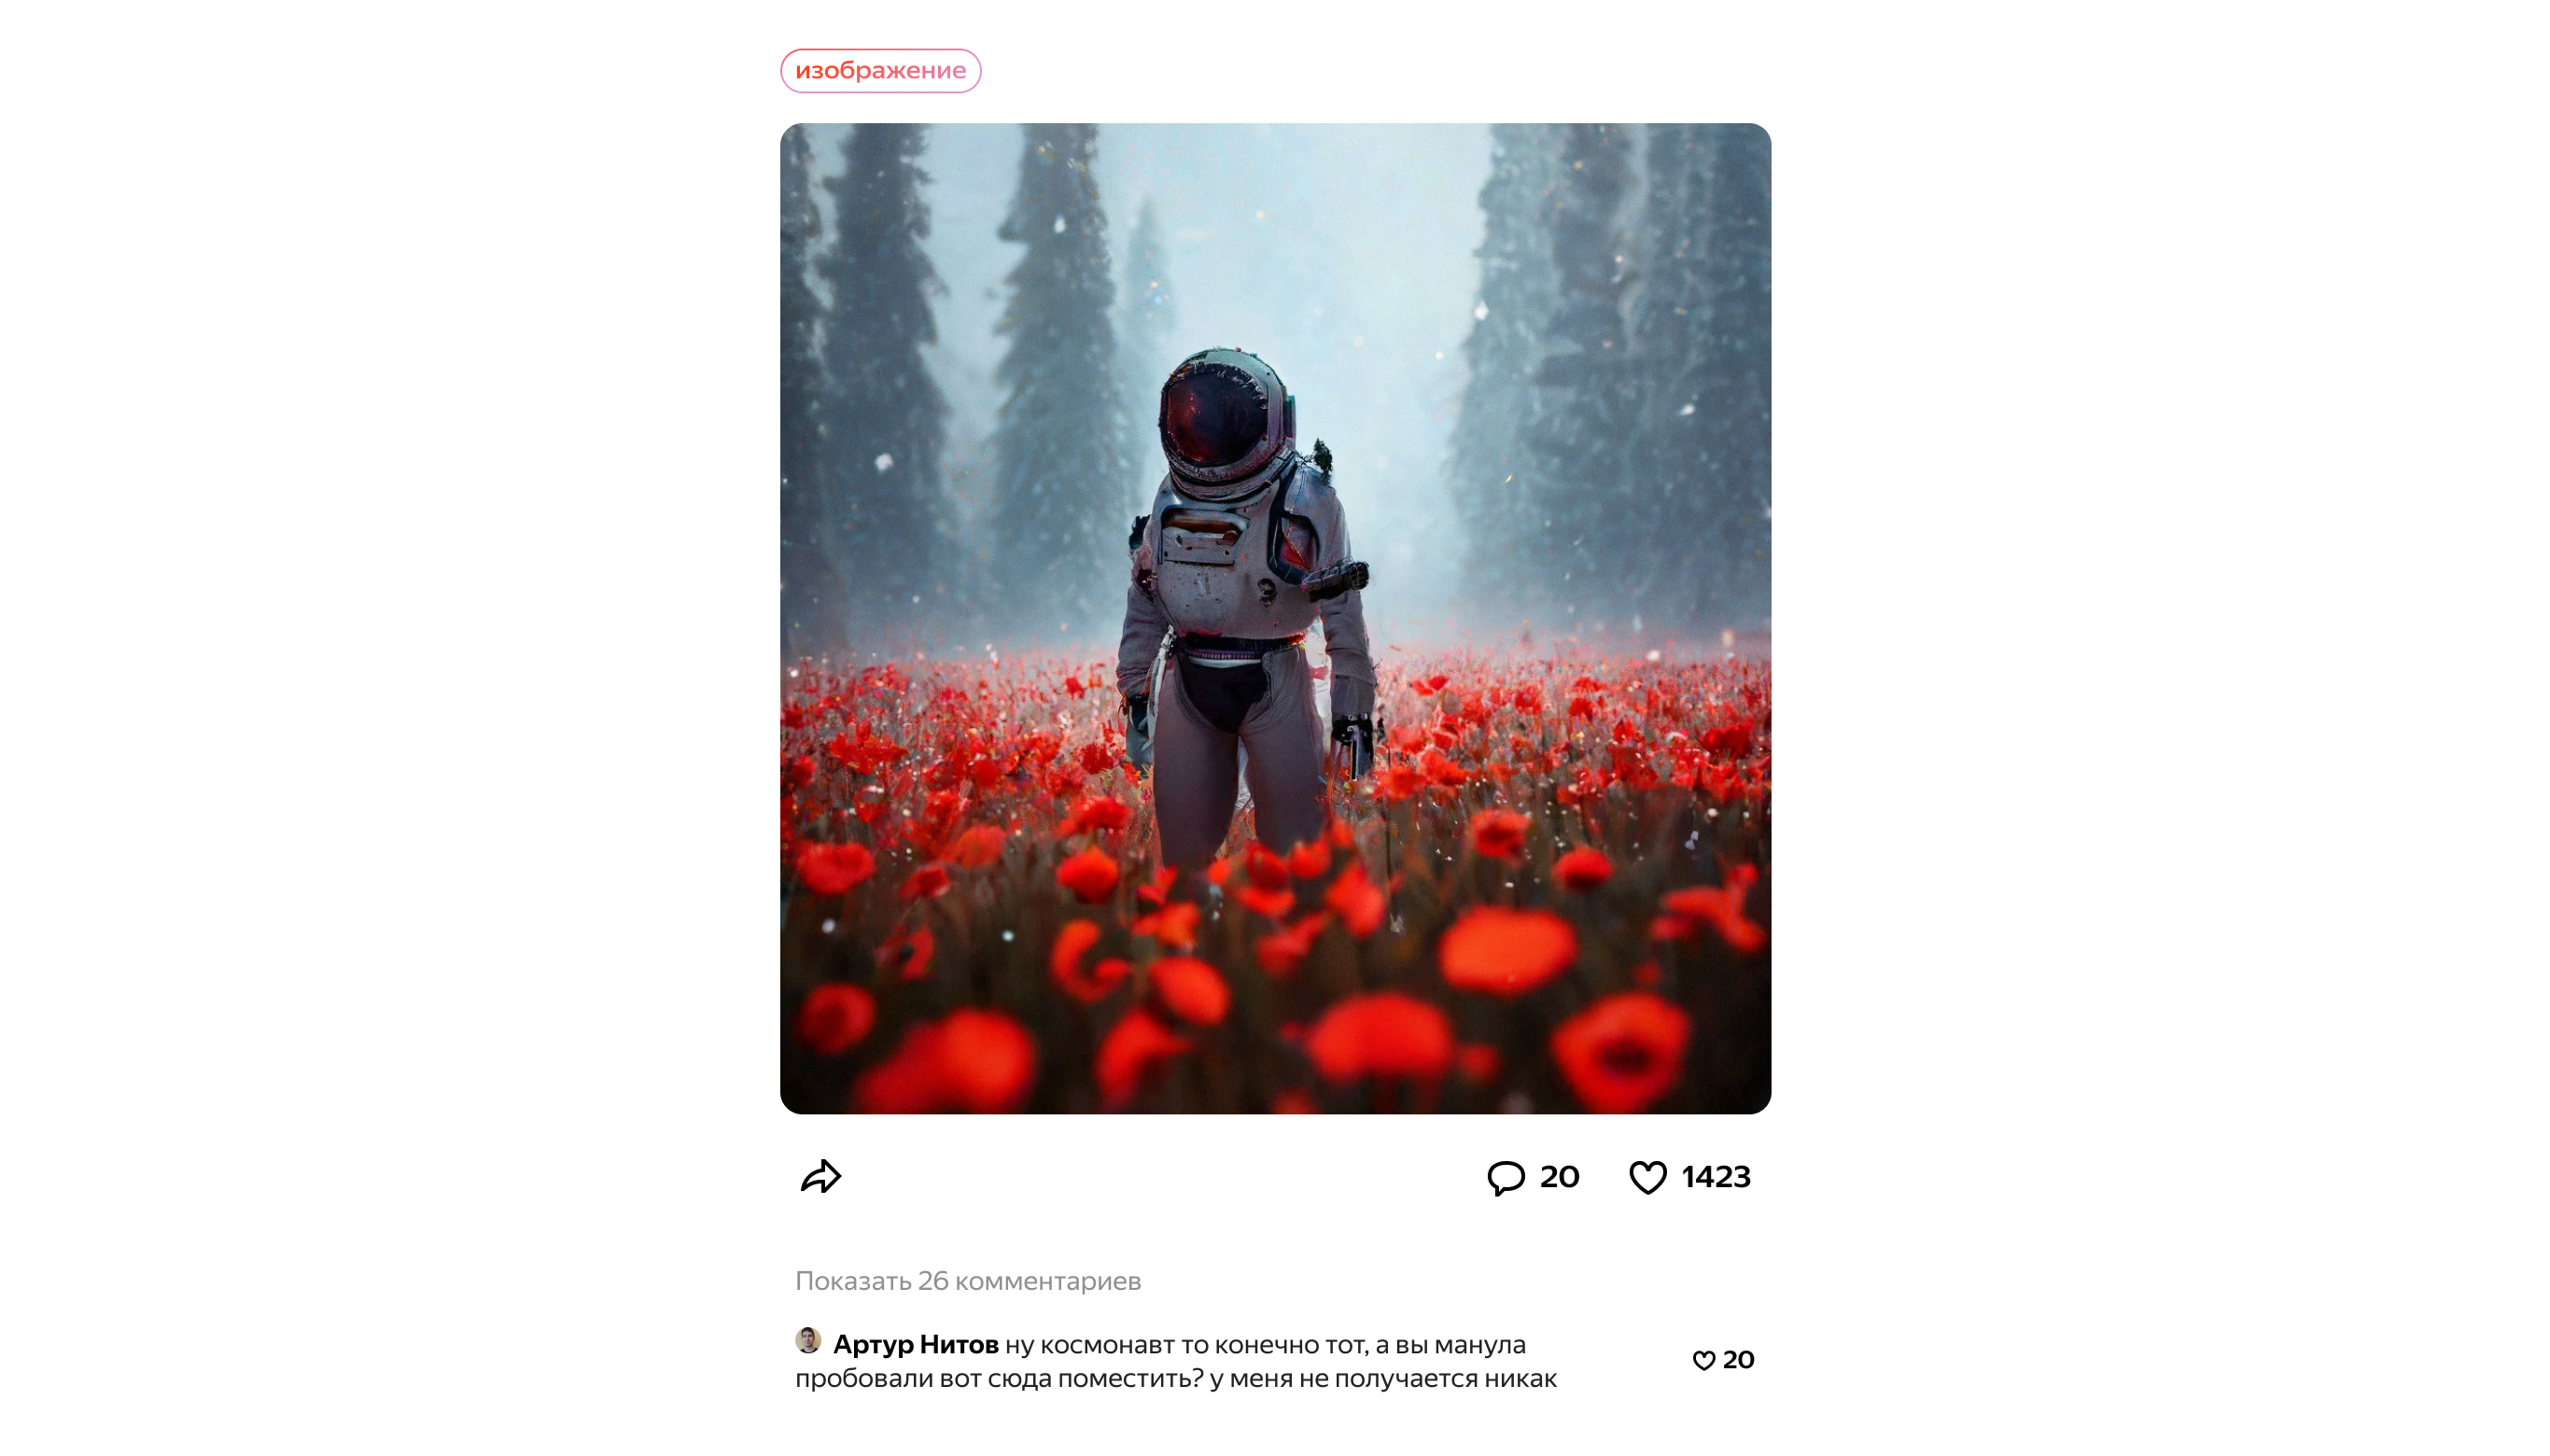 изображение
20
1423
Показать 26 комментариев
Артур Нитов ну космонавт то конечно тот, а вы манула
пробовали вот сюда поместить? у меня не получается никак
20